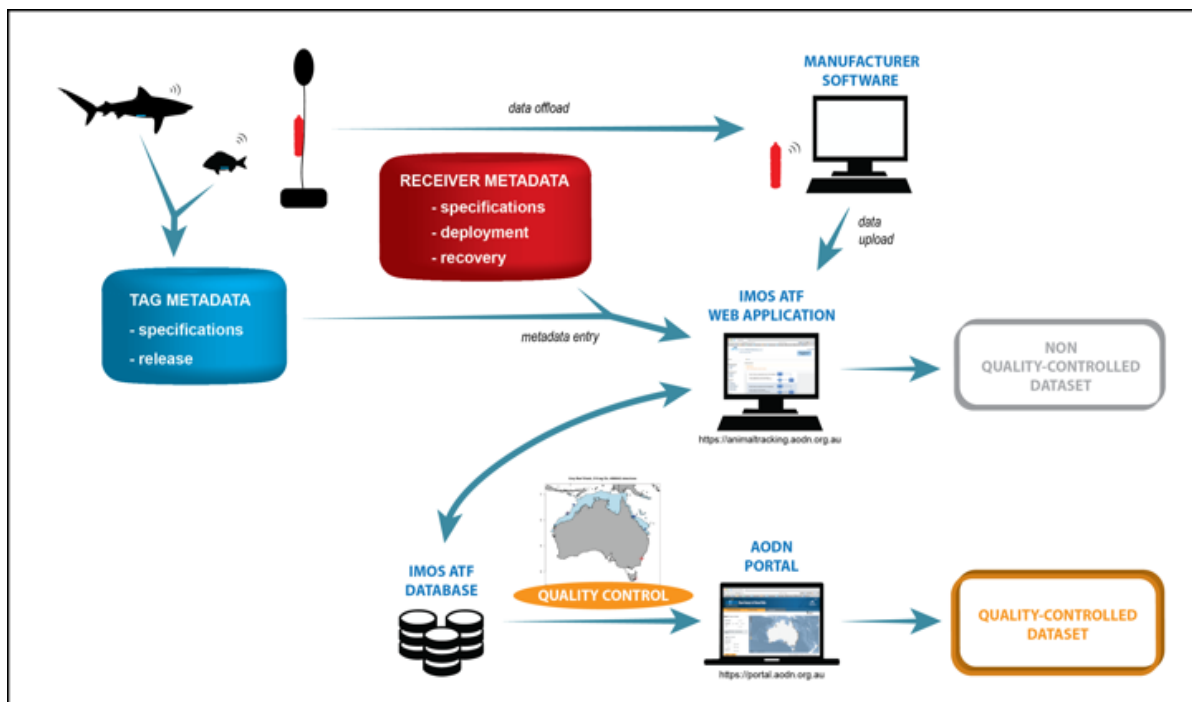 MANUFACTURER
SOFTWARE
data offload
RECEIVER METADATA
- specifications
- deployment
- recovery
data
upload
TAG METADATA
- specifications
- release
metadata entry
IMOS ATF
WEB APPLICATION
https://animaltracking.aodn.org.au
NON
QUALITY-CONTROLLED
DATASET
IMOS ATF
DATABASE
QUALITY CONTROL
AODN
PORTAL
https://portal.aodn.org.au
QUALITY-CONTROLLED
DATASET